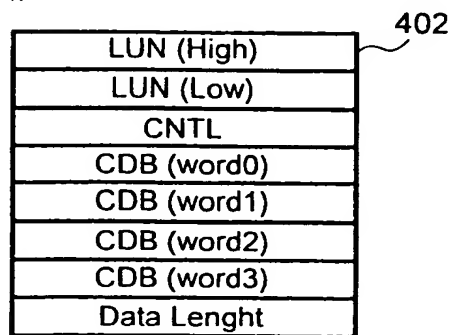 402
LUN (High)
LUN (Low)
CNTL
CDB (word0)
CDB (word1)
CDB (word2)
CDB (word3)
Data Lenght